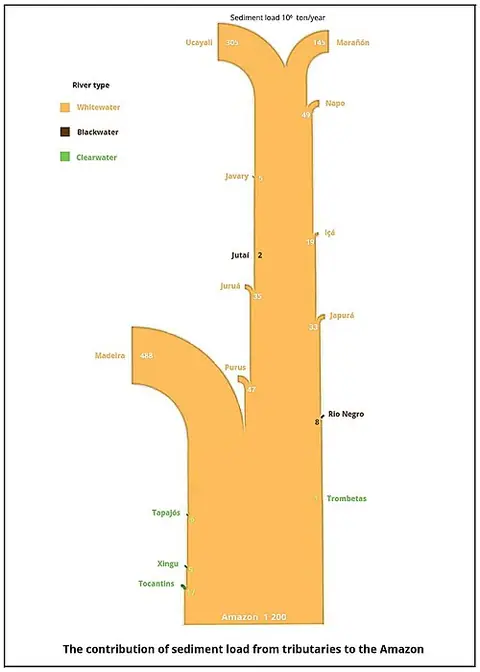 Sediment load 10⁶ ton/year
Ucayali
305
145
Marañón
River type
Whitewater
Blackwater
Clearwater
Napo
49
Javary
5
Içá
19
Jutaí 2
Juruá
35
Japurá
33
Madeira
488
Purus
47
Rio Negro
8
Trombetas
Tapajós
Xingu
Tocantins
Amazon 1 200
The contribution of sediment load from tributaries to the Amazon